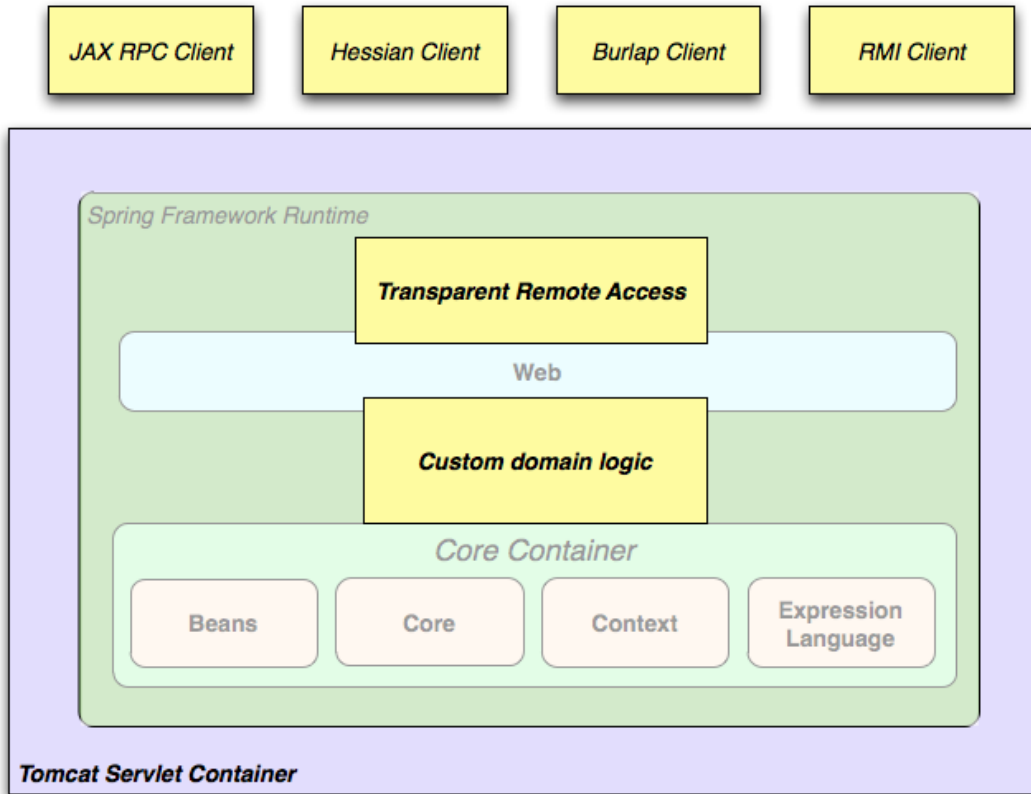 JAX RPC Client
Hessian Client
Burlap Client
RMI Client
Spring Framework Runtime
Transparent Remote Access
Web
Custom domain logic
Core Container
Beans
Core
Context
Expression
Language
Tomcat Servlet Container